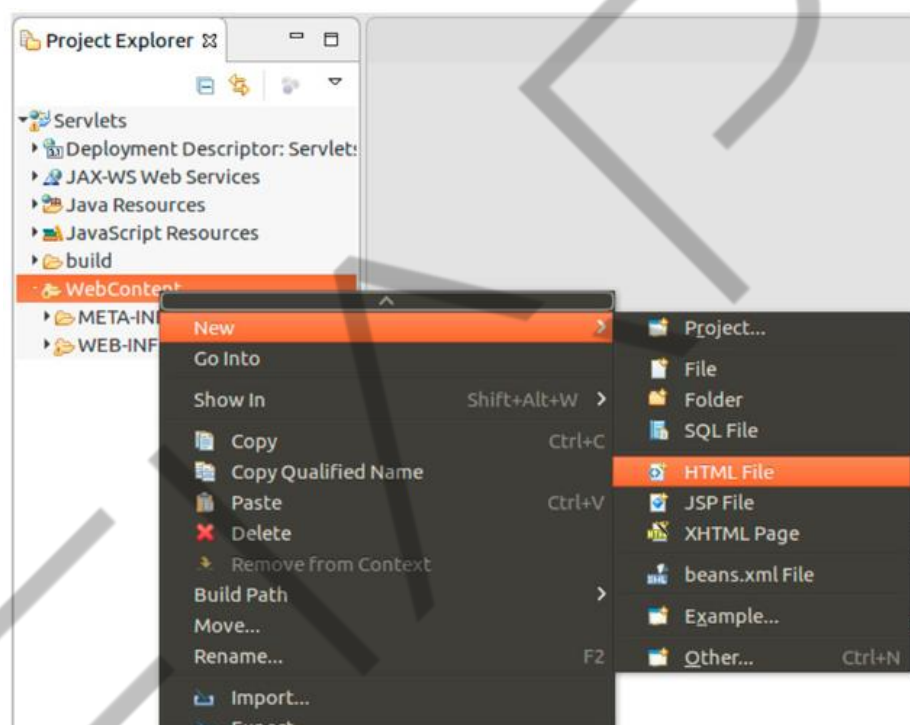 Project Explorer
Servlets
Deployment Descriptor: Servlets
JAX-WS Web Services
Java Resources
JavaScript Resources
build
WebContent
META-IN
WEB-INF
New
Go Into
Show In Shift+Alt+W
Copy Ctrl+C
Copy Qualified Name
Paste Ctrl+V
Delete
Remove from Context
Build Path
Move...
Rename... F2
Import...
Project...
File
Folder
SQL File
HTML File
JSP File
XHTML Page
beans.xml File
Example...
Other... Ctrl+N